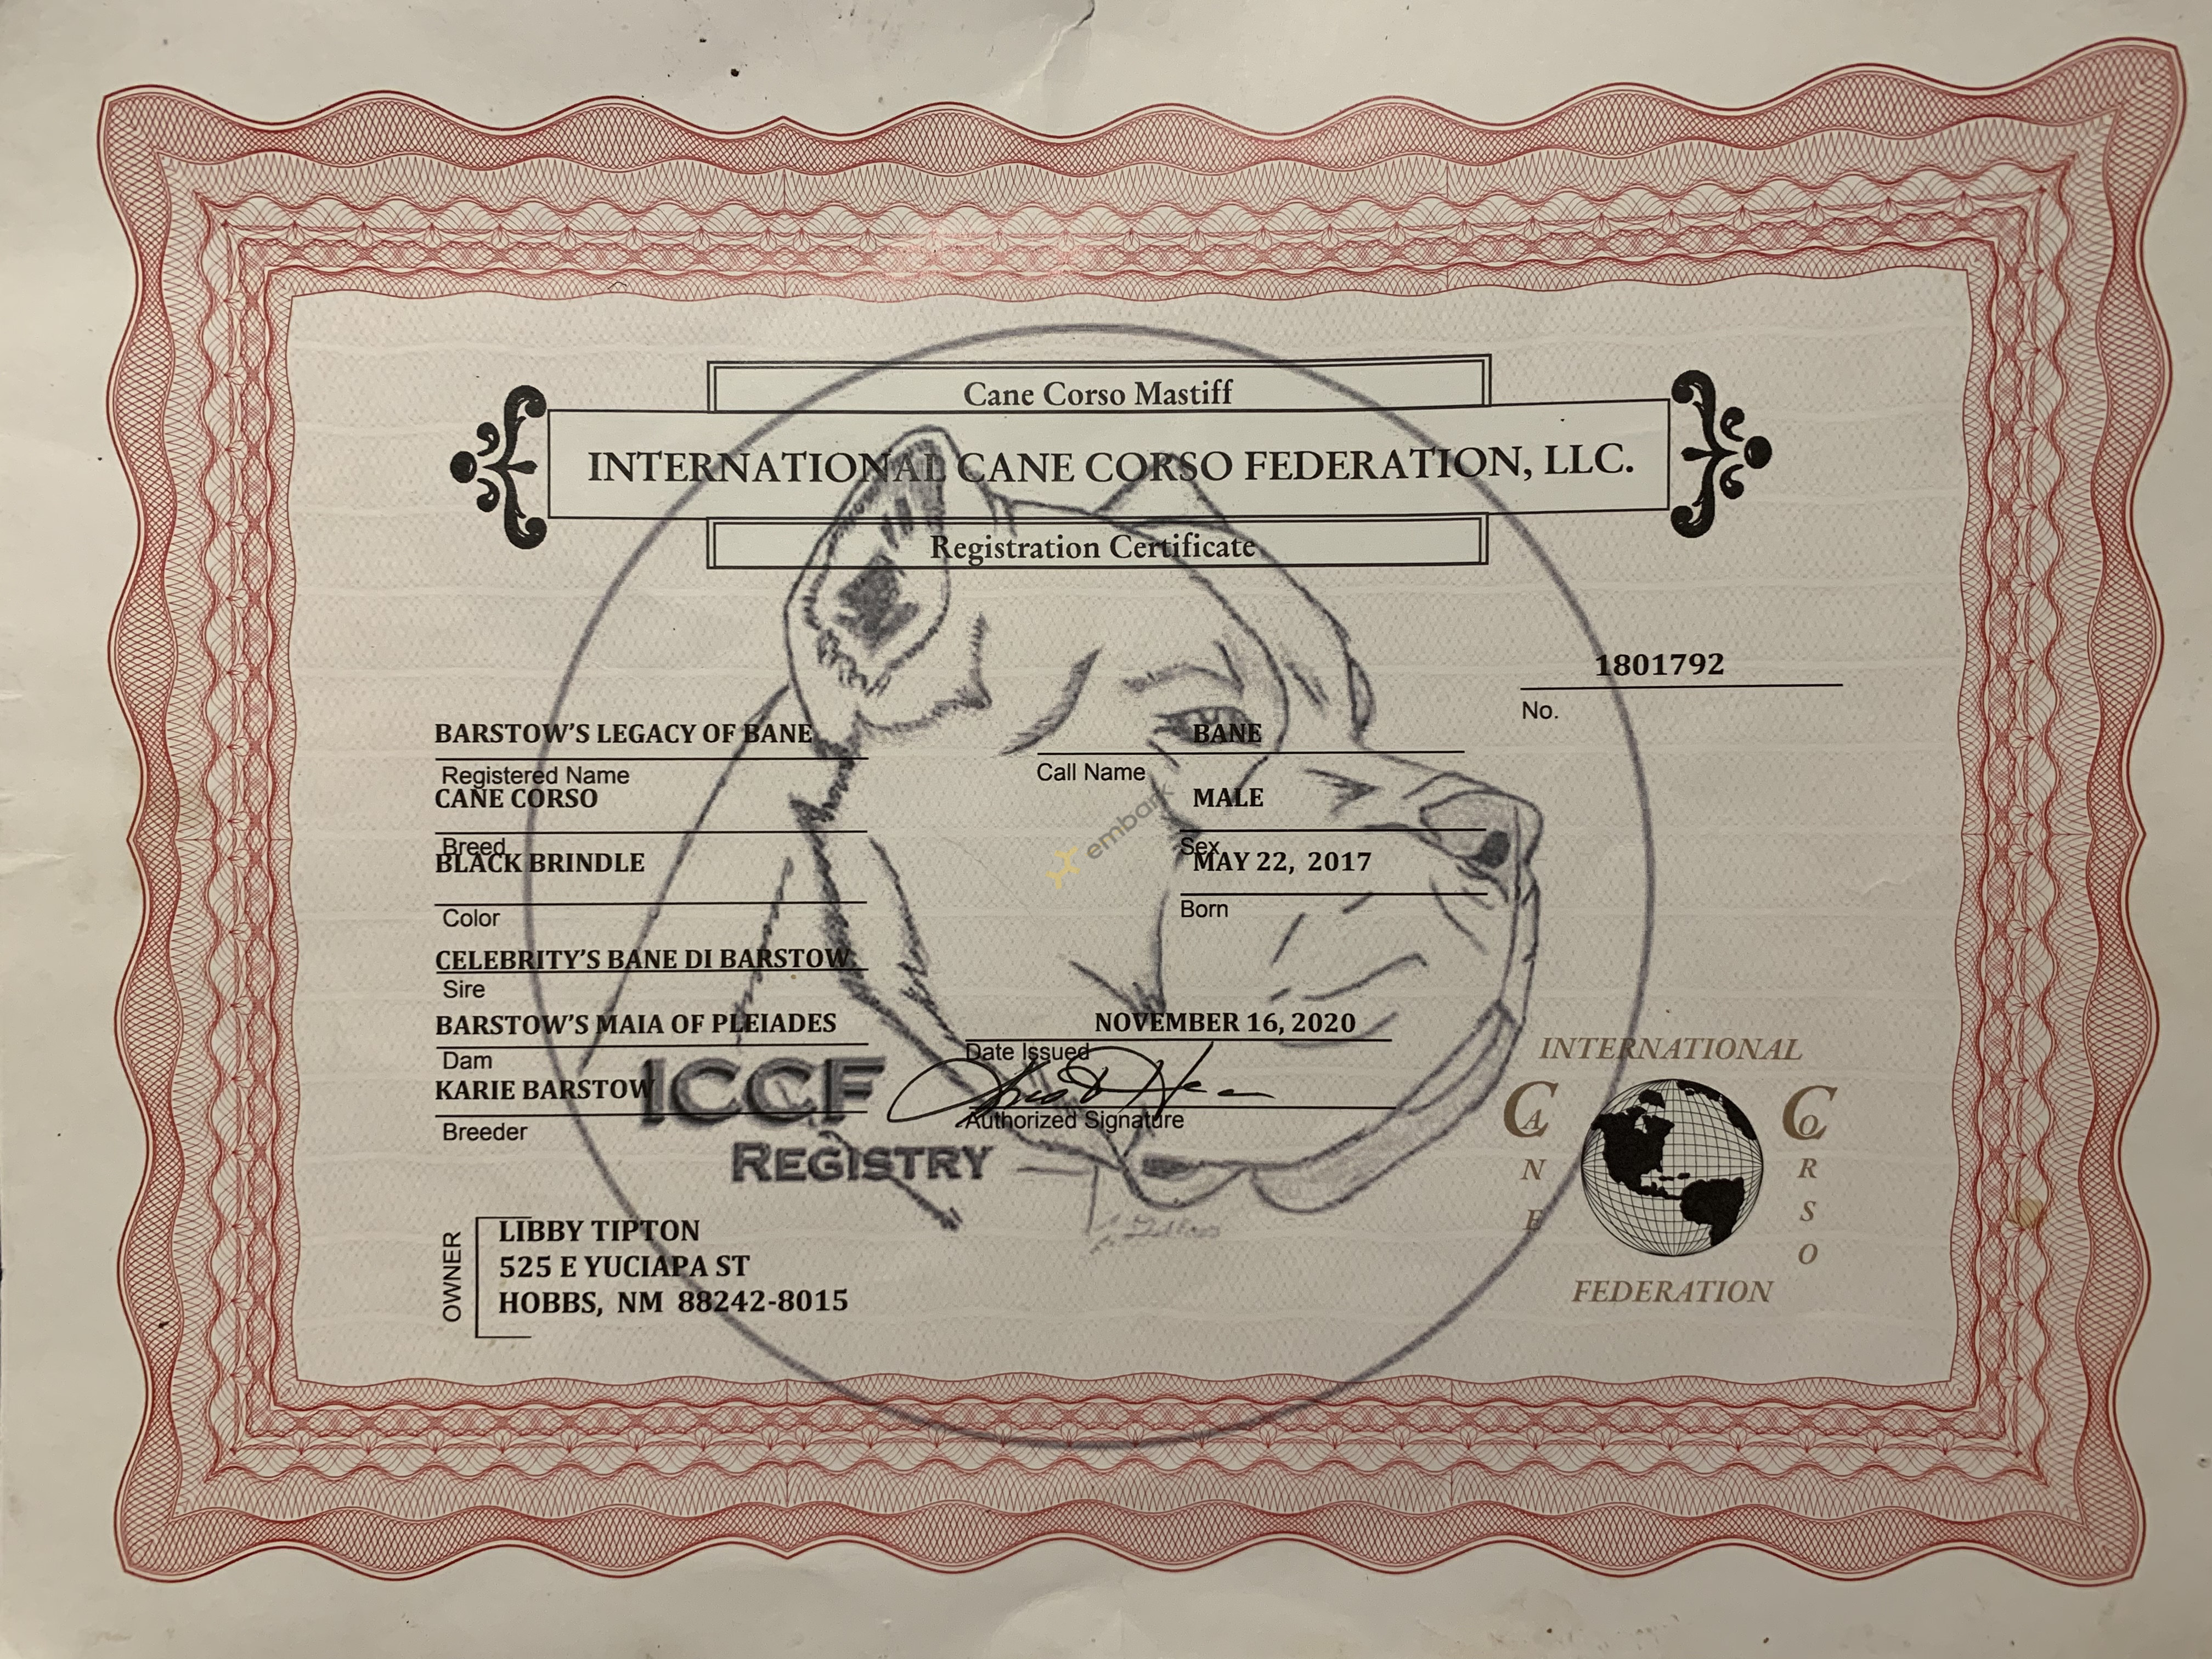 Cane Corso Mastiff
INTERNATIONAL CANE CORSO FEDERATION, LLC.
Registration Certificate
1801792
No.
BARSTOW'S LEGACY OF BANE
BANE
Registered Name
Call Name
CANE CORSO
MALE
Breed
Sex
BLACK BRINDLE
MAY 22, 2017
Color
Born
embark
CELEBRITY'S BANE DI BARSTOW
Sire
BARSTOW'S MAIA OF PLEIADES
NOVEMBER 16, 2020
Dam
Date Issued
KARIE BARSTOW
Breeder
Authorized Signature
ICCF
REGISTRY
OWNER
LIBBY TIPTON
525 E YUCIAPA ST
HOBBS, NM 88242-8015
INTERNATIONAL
CANE
CORSO
FEDERATION